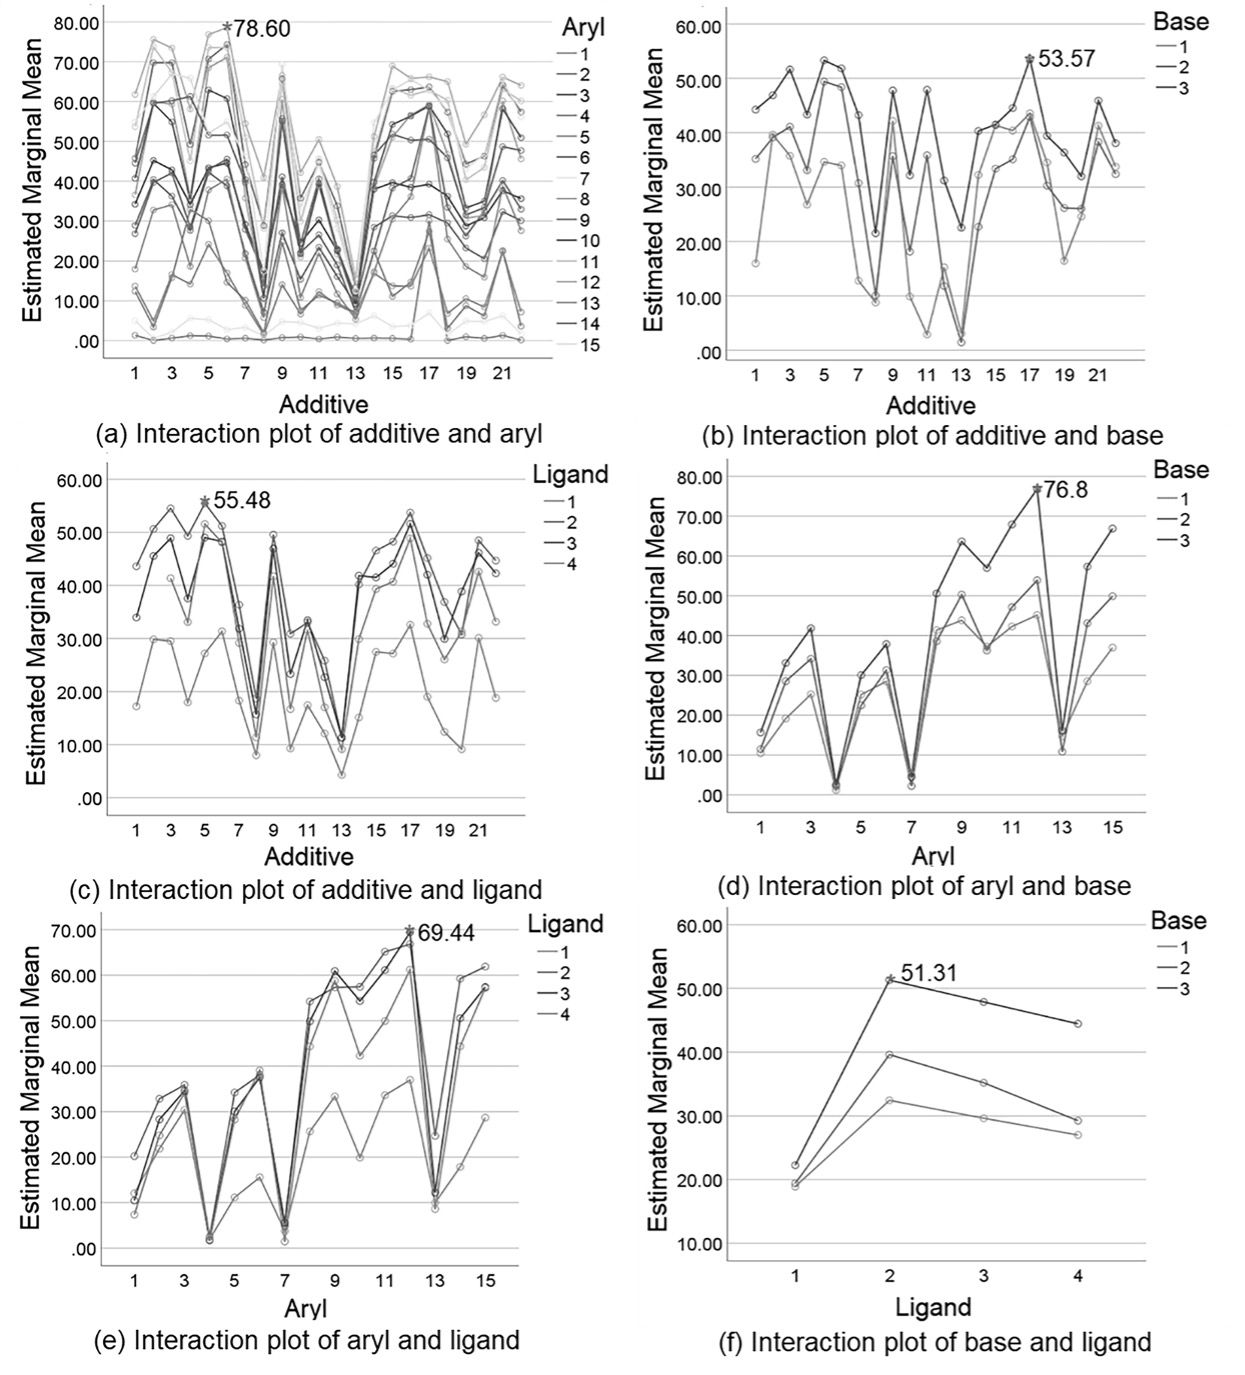 Estimated Marginal Mean
80.00
70.00
60.00
50.00
40.00
30.00
20.00
10.00
.00
*78.60
Aryl
1
2
3
4
5
6
7
8
9
10
11
12
13
14
15
1 3 5 7 9 11 13 15 17 19 21
Additive
(a) Interaction plot of additive and aryl
Estimated Marginal Mean
60.00
50.00
40.00
30.00
20.00
10.00
.00
*53.57
Base
1
2
3
1 3 5 7 9 11 13 15 17 19 21
Additive
(b) Interaction plot of additive and base
Estimated Marginal Mean
60.00
50.00
40.00
30.00
20.00
10.00
.00
*55.48
Ligand
1
2
3
4
1 3 5 7 9 11 13 15 17 19 21
Additive
(c) Interaction plot of additive and ligand
Estimated Marginal Mean
80.00
70.00
60.00
50.00
40.00
30.00
20.00
10.00
.00
*76.8
Base
1
2
3
1 3 5 7 9 11 13 15
Aryl
(d) Interaction plot of aryl and base
Estimated Marginal Mean
70.00
60.00
50.00
40.00
30.00
20.00
10.00
.00
*69.44
Ligand
1
2
3
4
1 3 5 7 9 11 13 15
Aryl
(e) Interaction plot of aryl and ligand
Estimated Marginal Mean
60.00
50.00
40.00
30.00
20.00
10.00
*51.31
Base
1
2
3
1 2 3 4
Ligand
(f) Interaction plot of base and ligand